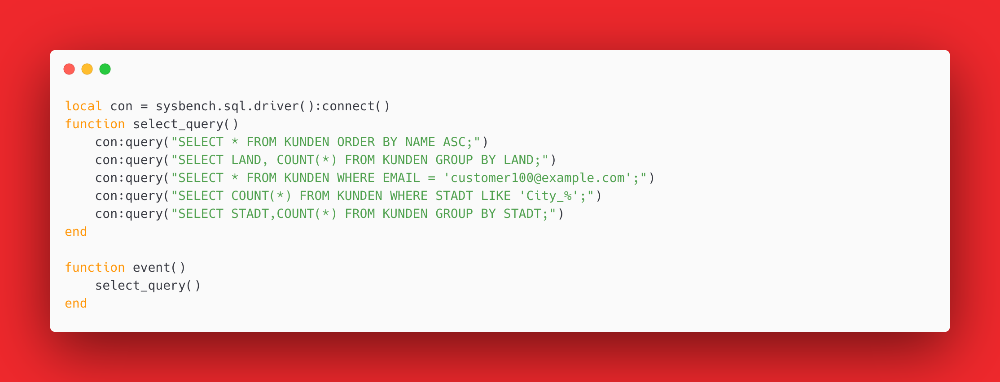 local con = sysbench.sql.driver():connect()
function select_query()
    con:query("SELECT * FROM KUNDEN ORDER BY NAME ASC;")
    con:query("SELECT LAND, COUNT(*) FROM KUNDEN GROUP BY LAND;")
    con:query("SELECT * FROM KUNDEN WHERE EMAIL = 'customer100@example.com';")
    con:query("SELECT COUNT(*) FROM KUNDEN WHERE STADT LIKE 'City_%';")
    con:query("SELECT STADT,COUNT(*) FROM KUNDEN GROUP BY STADT;")
end

function event()
    select_query()
end